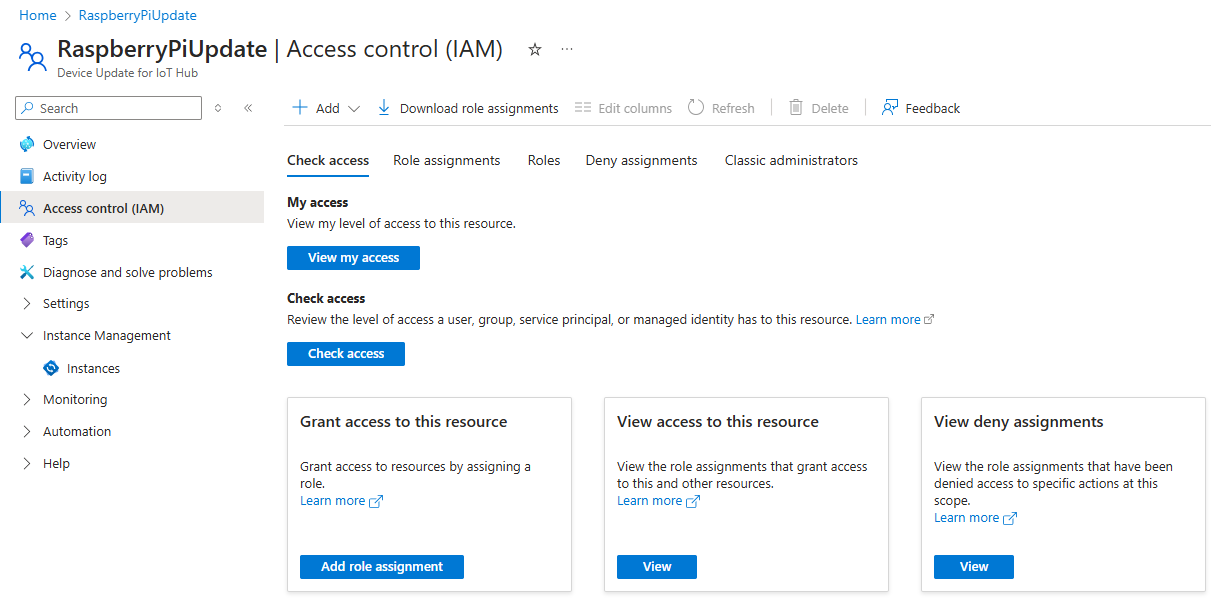 Home > RaspberryPiUpdate
RaspberryPiUpdate | Access control (IAM)
Device Update for IoT Hub
Search
Overview
Activity log
Access control (IAM)
Tags
Diagnose and solve problems
Settings
Instance Management
Instances
Monitoring
Automation
Help
Add Download role assignments Edit columns Refresh Delete Feedback
Check access Role assignments Roles Deny assignments Classic administrators
My access
View my level of access to this resource.
View my access
Check access
Review the level of access a user, group, service principal, or managed identity has to this resource. Learn more
Check access
Grant access to this resource
Grant access to resources by assigning a
role.
Learn more
Add role assignment
View access to this resource
View the role assignments that grant access
to this and other resources.
Learn more
View
View deny assignments
View the role assignments that have been
denied access to specific actions at this
scope.
Learn more
View